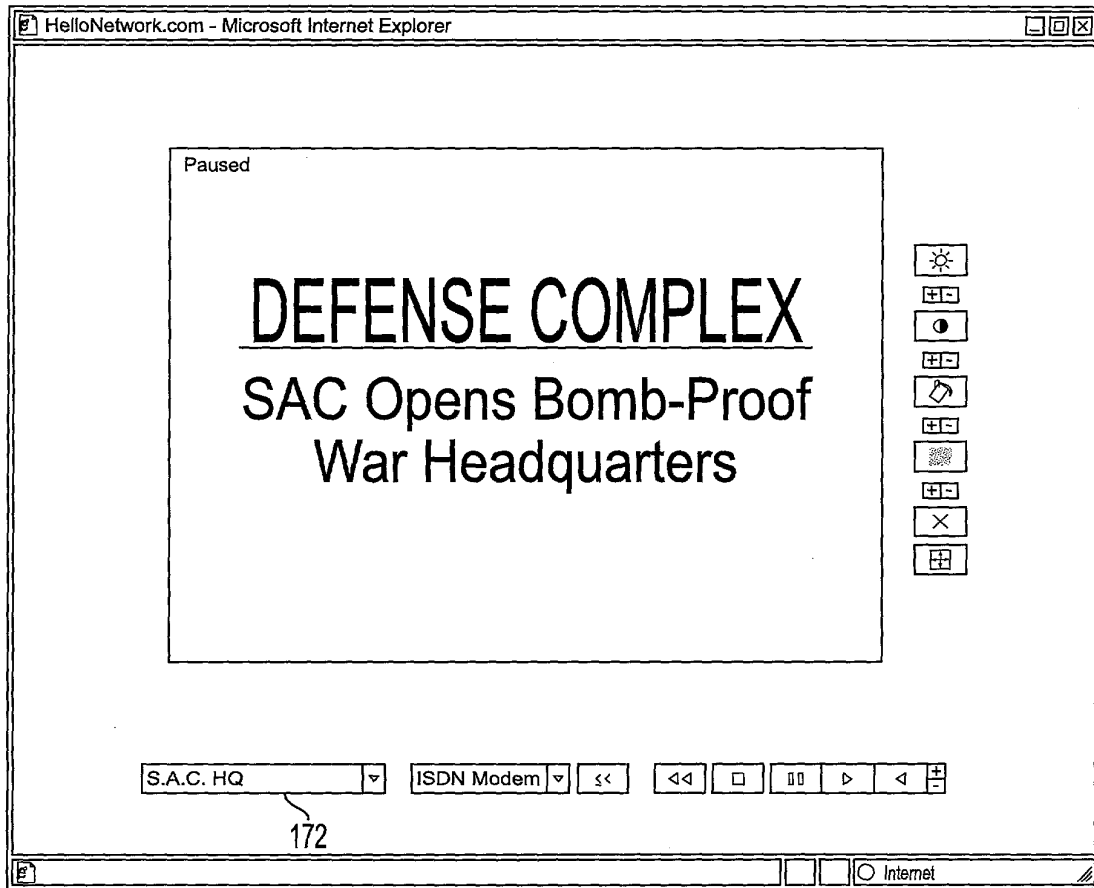 HelloNetwork.com - Microsoft Internet Explorer
Paused
DEFENSE COMPLEX
SAC Opens Bomb-Proof
War Headquarters
S.A.C. HQ
ISDN Modem
172
Internet